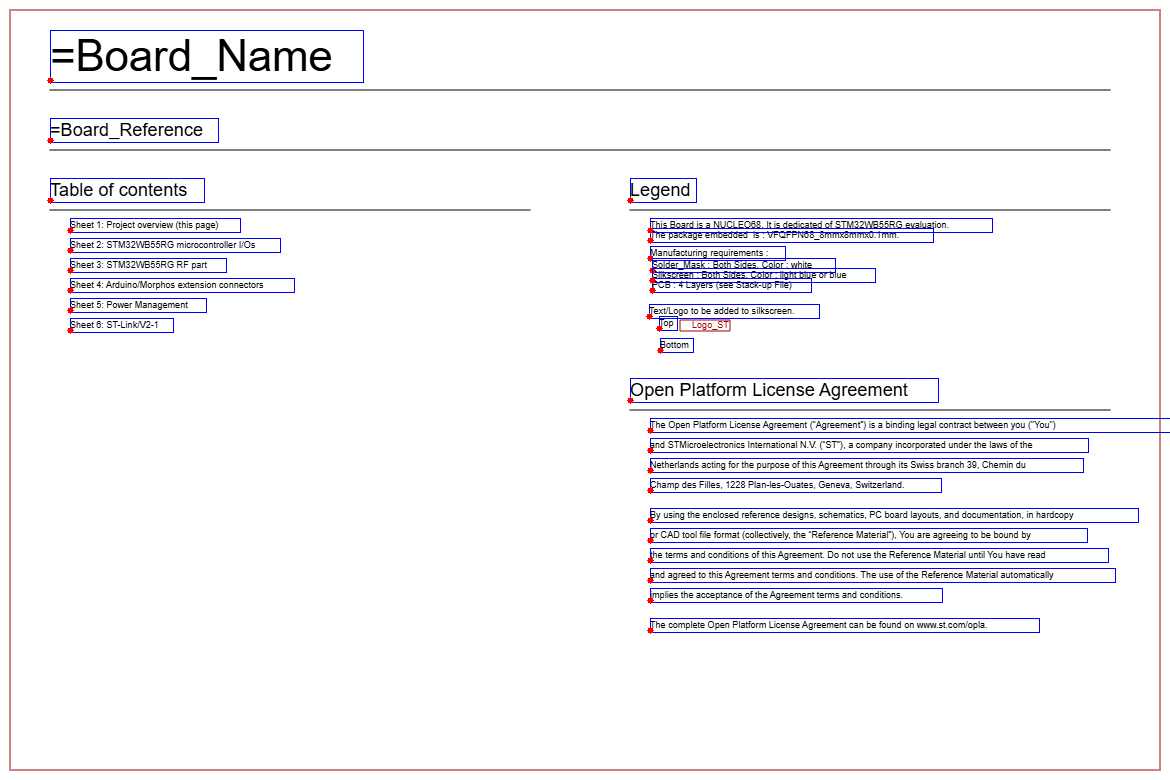 =Board_Name
=Board_Reference
Table of contents
Sheet 1: Project overview (this page)
Sheet 2: STM32WB55RG microcontroller I/Os
Sheet 3: STM32WB55RG RF part
Sheet 4: Arduino/Morphos extension connectors
Sheet 5: Power Management
Sheet 6: ST-Link/V2-1
Legend
This Board is a NUCLEO68. It is dedicated of STM32WB55RG evaluation.
The package embedded is : VFQFPN68_8mmx8mmx0.1mm.
Manufacturing requirements :
Solder_Mask : Both Sides. Color : white
Silkscreen : Both Sides. Color : light blue or blue
PCB : 4 Layers (see Stack-up File)
Text/Logo to be added to silkscreen.
Top Logo_ST
Bottom
Open Platform License Agreement
The Open Platform License Agreement ("Agreement") is a binding legal contract between you ("You")
and STMicroelectronics International N.V. ("ST"), a company incorporated under the laws of the
Netherlands acting for the purpose of this Agreement through its Swiss branch 39, Chemin du
Champ des Filles, 1228 Plan-les-Ouates, Geneva, Switzerland.
By using the enclosed reference designs, schematics, PC board layouts, and documentation, in hardcopy
or CAD tool file format (collectively, the "Reference Material"), You are agreeing to be bound by
the terms and conditions of this Agreement. Do not use the Reference Material until You have read
and agreed to this Agreement terms and conditions. The use of the Reference Material automatically
implies the acceptance of the Agreement terms and conditions.
The complete Open Platform License Agreement can be found on www.st.com/opla.